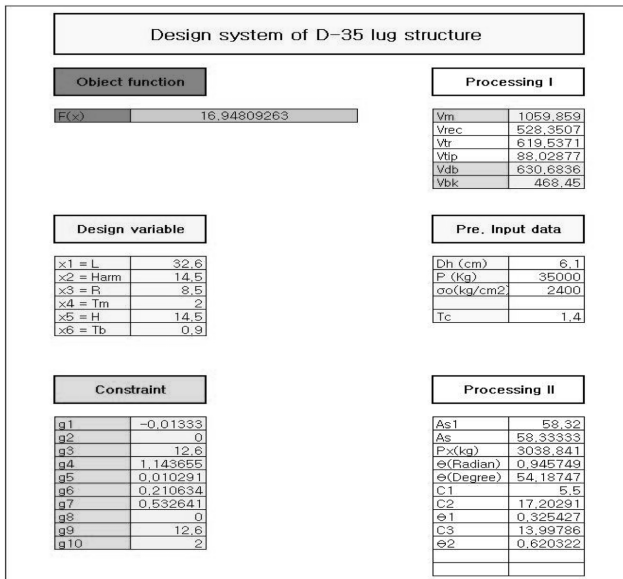 Design system of D-35 lug structure
Object function
F(x) 16,94809263
Processing I
Vm 1059,859
Vrec 528,3507
Vtr 619,5371
Vtip 88,02877
Vdb 630,6836
Vbk 468,45
Design variable
x1 = L 32,6
x2 = Harm 14,5
x3 = R 8,5
x4 = Tm 2
x5 = H 14,5
x6 = Tb 0,9
Pre, Input data
Dh (cm) 6,1
P (Kg) 35000
σo(kg/cm2) 2400
Tc 1,4
Constraint
g1 -0,01333
g2 0
g3 12,6
g4 1,143655
g5 0,010291
g6 0,210634
g7 0,532641
g8 0
g9 12,6
g10 2
Processing II
As1 58,32
As 58,33333
Px(kg) 3038,841
Θ(Radian) 0,945749
Θ(Degree) 54,18747
C1 5,5
C2 17,20291
Θ1 0,325427
C3 13,99786
Θ2 0,620322